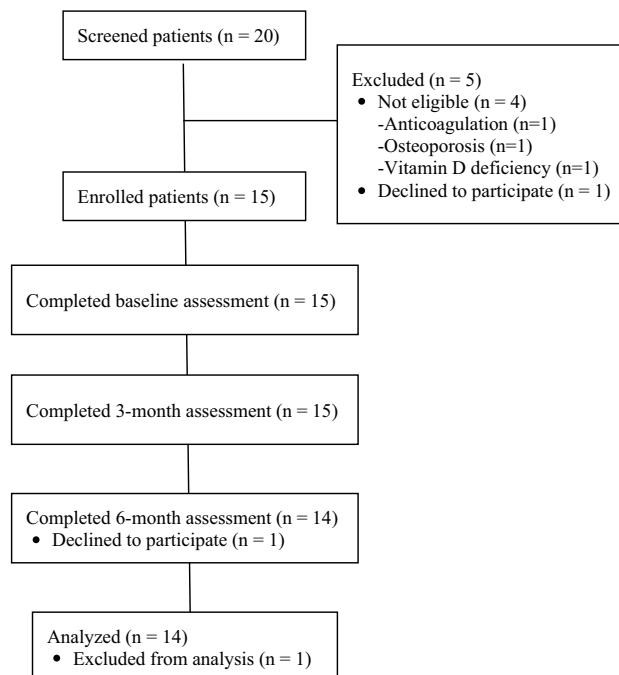 Screened patients (n = 20)
Excluded (n = 5)
• Not eligible (n = 4)
-Anticoagulation (n=1)
-Osteoporosis (n=1)
-Vitamin D deficiency (n=1)
• Declined to participate (n = 1)
Enrolled patients (n = 15)
Completed baseline assessment (n = 15)
Completed 3-month assessment (n = 15)
Completed 6-month assessment (n = 14)
• Declined to participate (n = 1)
Analyzed (n = 14)
• Excluded from analysis (n = 1)